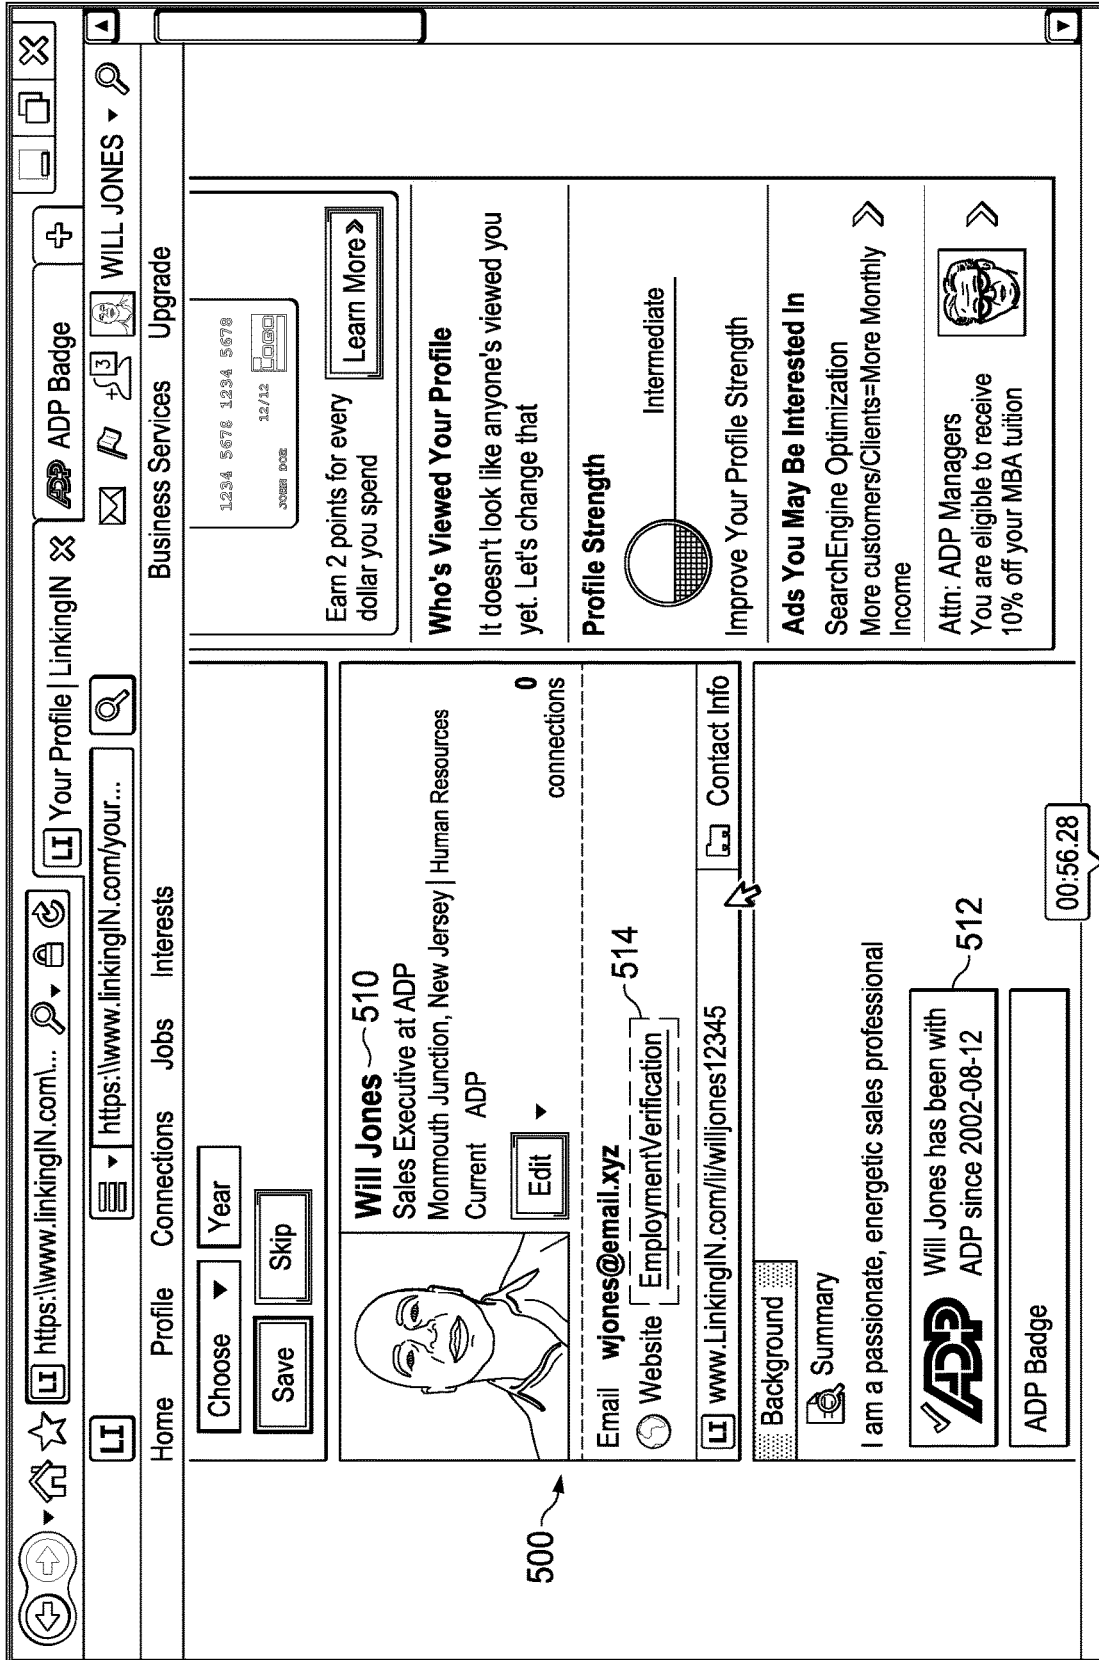 LI https:\\www.linkingIN.com\...
LI Your Profile | LinkingIN
ADP ADP Badge
LI
https:\\www.linkingIN.com/your...
3
WILL JONES
Home Profile Connections Jobs Interests
Business Services Upgrade
Choose
Year
Save
Skip
500
Will Jones 510
Sales Executive at ADP
Monmouth Junction, New Jersey | Human Resources
Current ADP
Edit
0
connections
Email wjones@email.xyz
Website EmploymentVerification
514
LI www.LinkingIN.com/li/willjones12345
Contact Info
Background
Summary
I am a passionate, energetic sales professional
ADP
Will Jones has been with
ADP since 2002-08-12
512
ADP Badge
00:56.28
1234 5678 1234 5678
12/12
JOHN DOE
LOGO
Earn 2 points for every
dollar you spend
Learn More
Who's Viewed Your Profile
It doesn't look like anyone's viewed you
yet. Let's change that
Profile Strength
Intermediate
Improve Your Profile Strength
Ads You May Be Interested In
SearchEngine Optimization
More customers/Clients=More Monthly
Income
Attn: ADP Managers
You are eligible to receive
10% off your MBA tuition